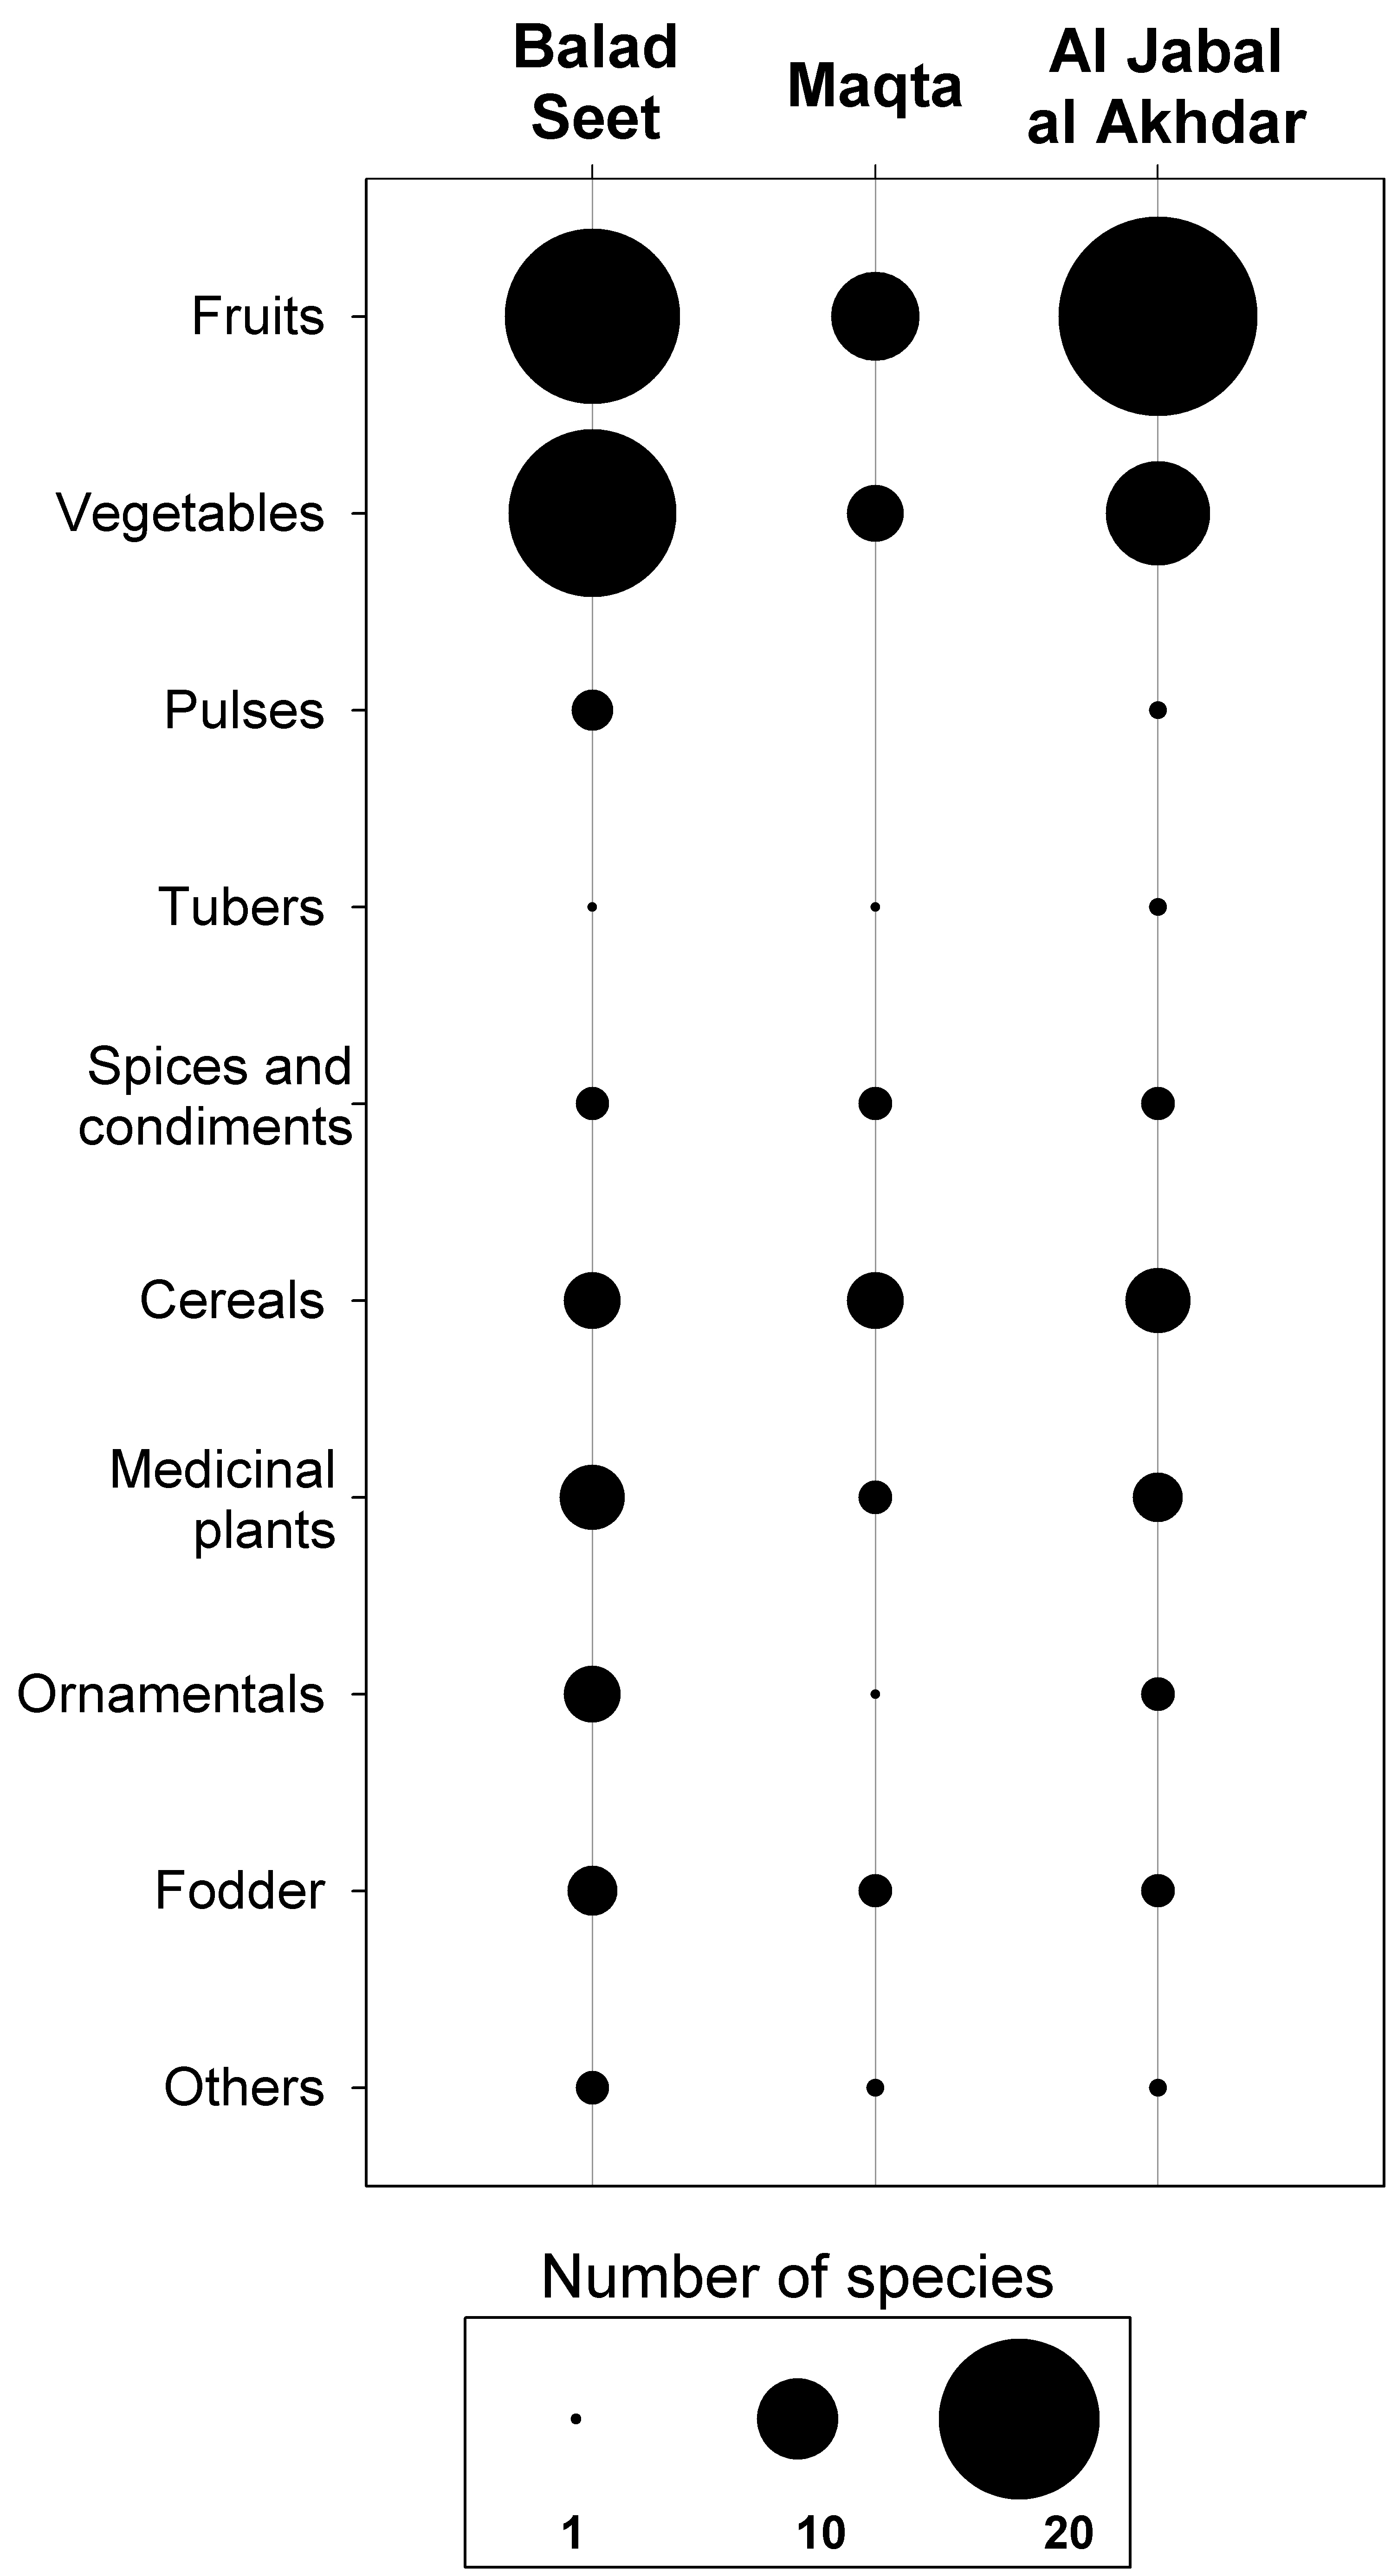 Balad
Seet
Maqta
Al Jabal
al Akhdar
Fruits
Vegetables
Pulses
Tubers
Spices and
condiments
Cereals
Medicinal
plants
Ornamentals
Fodder
Others
Number of species
1 10 20